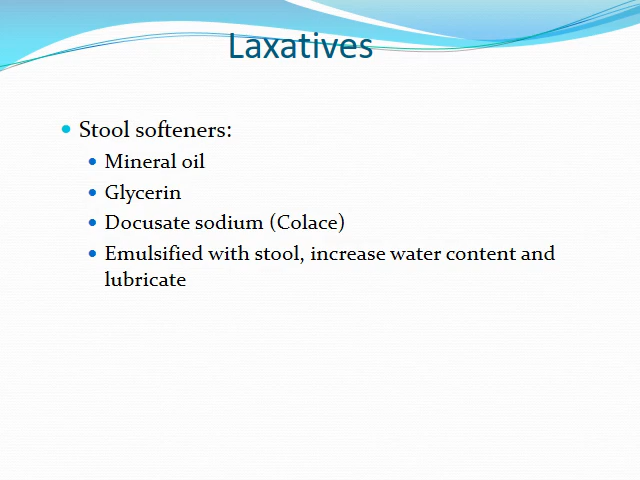 Laxatives
• Stool softeners:
• Mineral oil
• Glycerin
• Docusate sodium (Colace)
• Emulsified with stool, increase water content and
lubricate